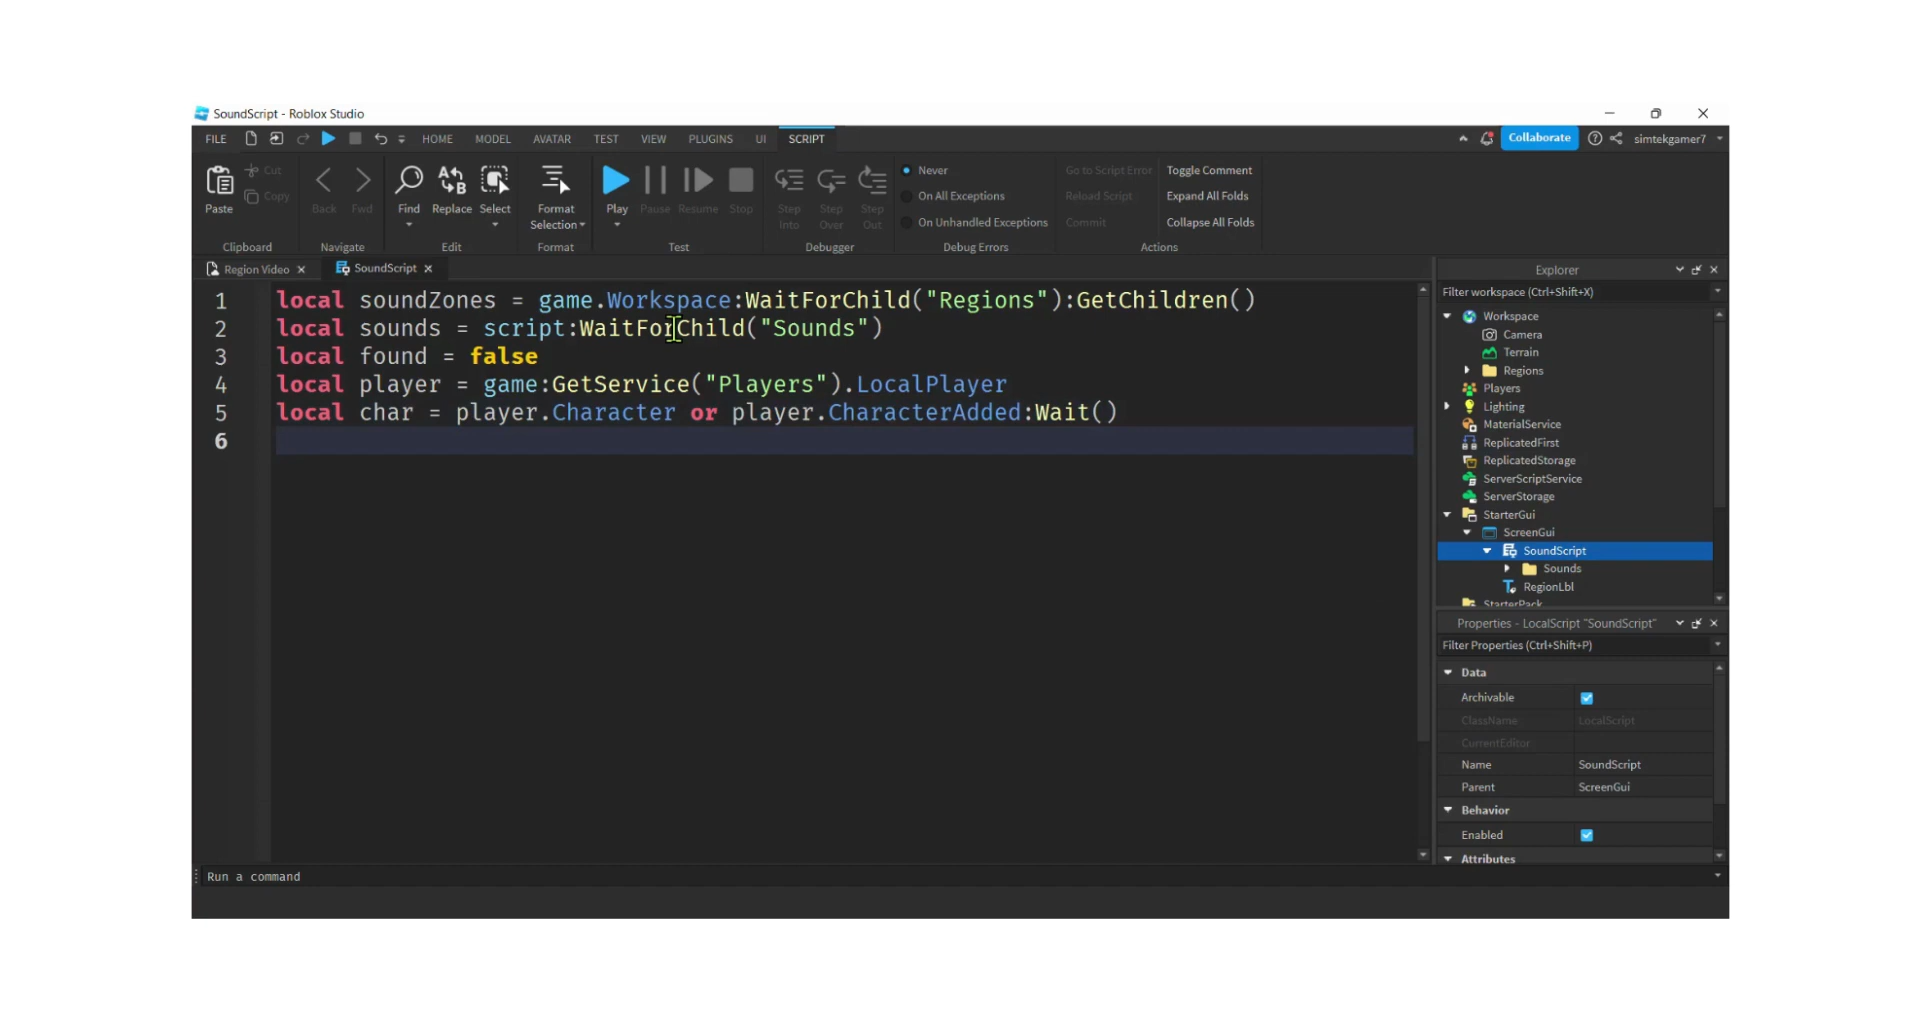 SoundScript - Roblox Studio
FILE HOME MODEL AVATAR TEST VIEW PLUGINS UI SCRIPT Collaborate simtekgamer7
Paste Cut Copy Back Fwd Find Replace Select Format Selection Play Pause Resume Stop Step Into Step Over Step Out
Never
On All Exceptions
On Unhandled Exceptions
Go to Script Error
Reload Script
Commit
Toggle Comment
Expand All Folds
Collapse All Folds
Clipboard Navigate Edit Format Test Debugger Debug Errors Actions
Region Video SoundScript
1 local soundZones = game.Workspace:WaitForChild("Regions"):GetChildren()
2 local sounds = script:WaitForChild("Sounds")
3 local found = false
4 local player = game:GetService("Players").LocalPlayer
5 local char = player.Character or player.CharacterAdded:Wait()
6
Explorer
Filter workspace (Ctrl+Shift+X)
Workspace
Camera
Terrain
Regions
Players
Lighting
MaterialService
ReplicatedFirst
ReplicatedStorage
ServerScriptService
ServerStorage
StarterGui
ScreenGui
SoundScript
Sounds
RegionLbl
StarterPack
Properties - LocalScript "SoundScript"
Filter Properties (Ctrl+Shift+P)
Data
Archivable
ClassName LocalScript
CurrentEditor
Name SoundScript
Parent ScreenGui
Behavior
Enabled
Attributes
Run a command